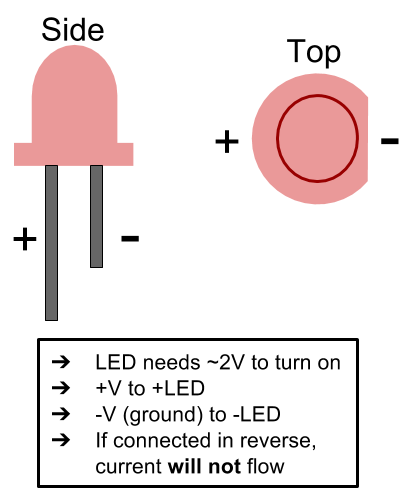 Side
Top
+ -
+ -
➔ LED needs ~2V to turn on
➔ +V to +LED
➔ -V (ground) to -LED
➔ If connected in reverse,
current will not flow